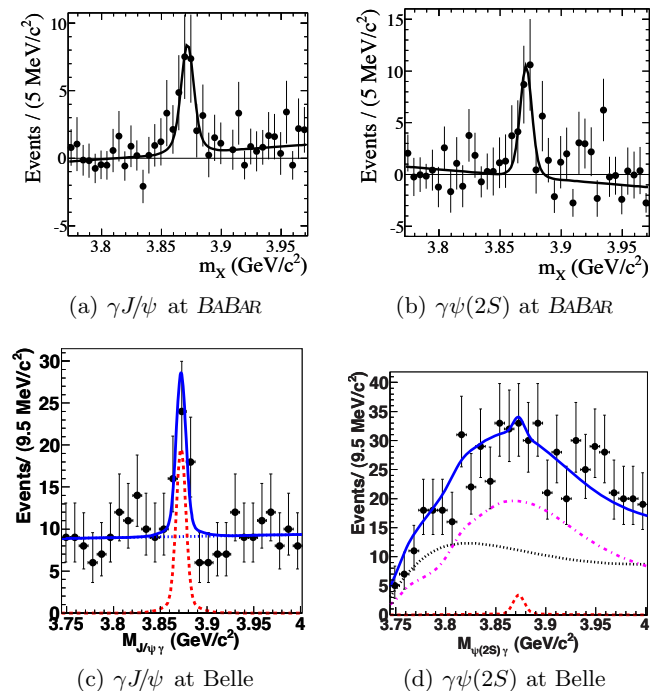 10
5
0
-5
Events / (5 MeV/c²)
3.8 3.85 3.9 3.95
m_X (GeV/c²)
(a) γJ/ψ at BABAR
15
10
5
0
-5
Events / (5 MeV/c²)
3.8 3.85 3.9 3.95
m_X (GeV/c²)
(b) γψ(2S) at BABAR
30
25
20
15
10
5
0
Events/ (9.5 MeV/c²)
3.75 3.8 3.85 3.90 3.95 4
M_J/ψ γ (GeV/c²)
(c) γJ/ψ at Belle
40
35
30
25
20
15
10
5
0
Events/ (9.5 MeV/c²)
3.75 3.8 3.85 3.9 3.95 4
M_ψ(2S) γ (GeV/c²)
(d) γψ(2S) at Belle